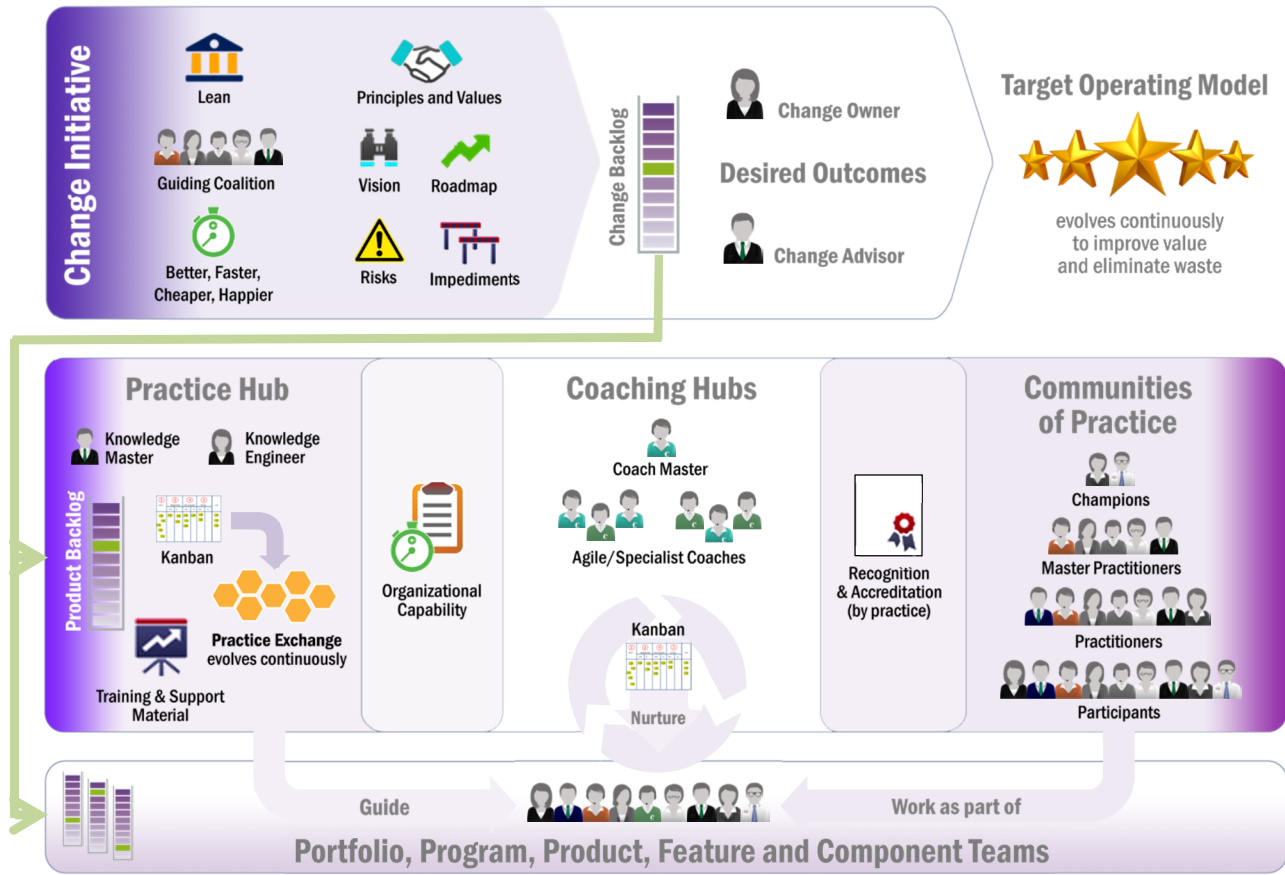 Change Initiative
Lean
Principles and Values
Guiding Coalition
Vision
Roadmap
Better, Faster,
Cheaper, Happier
Risks
Impediments
Change Backlog
Change Owner
Desired Outcomes
Change Advisor
Target Operating Model
evolves continuously
to improve value
and eliminate waste
Practice Hub
Knowledge
Master
Knowledge
Engineer
Product Backlog
Kanban
Practice Exchange
evolves continuously
Training & Support
Material
Organizational
Capability
Coaching Hubs
Coach Master
Agile/Specialist Coaches
Kanban
Nurture
Recognition
& Accreditation
(by practice)
Communities
of Practice
Champions
Master Practitioners
Practitioners
Participants
Guide
Work as part of
Portfolio, Program, Product, Feature and Component Teams